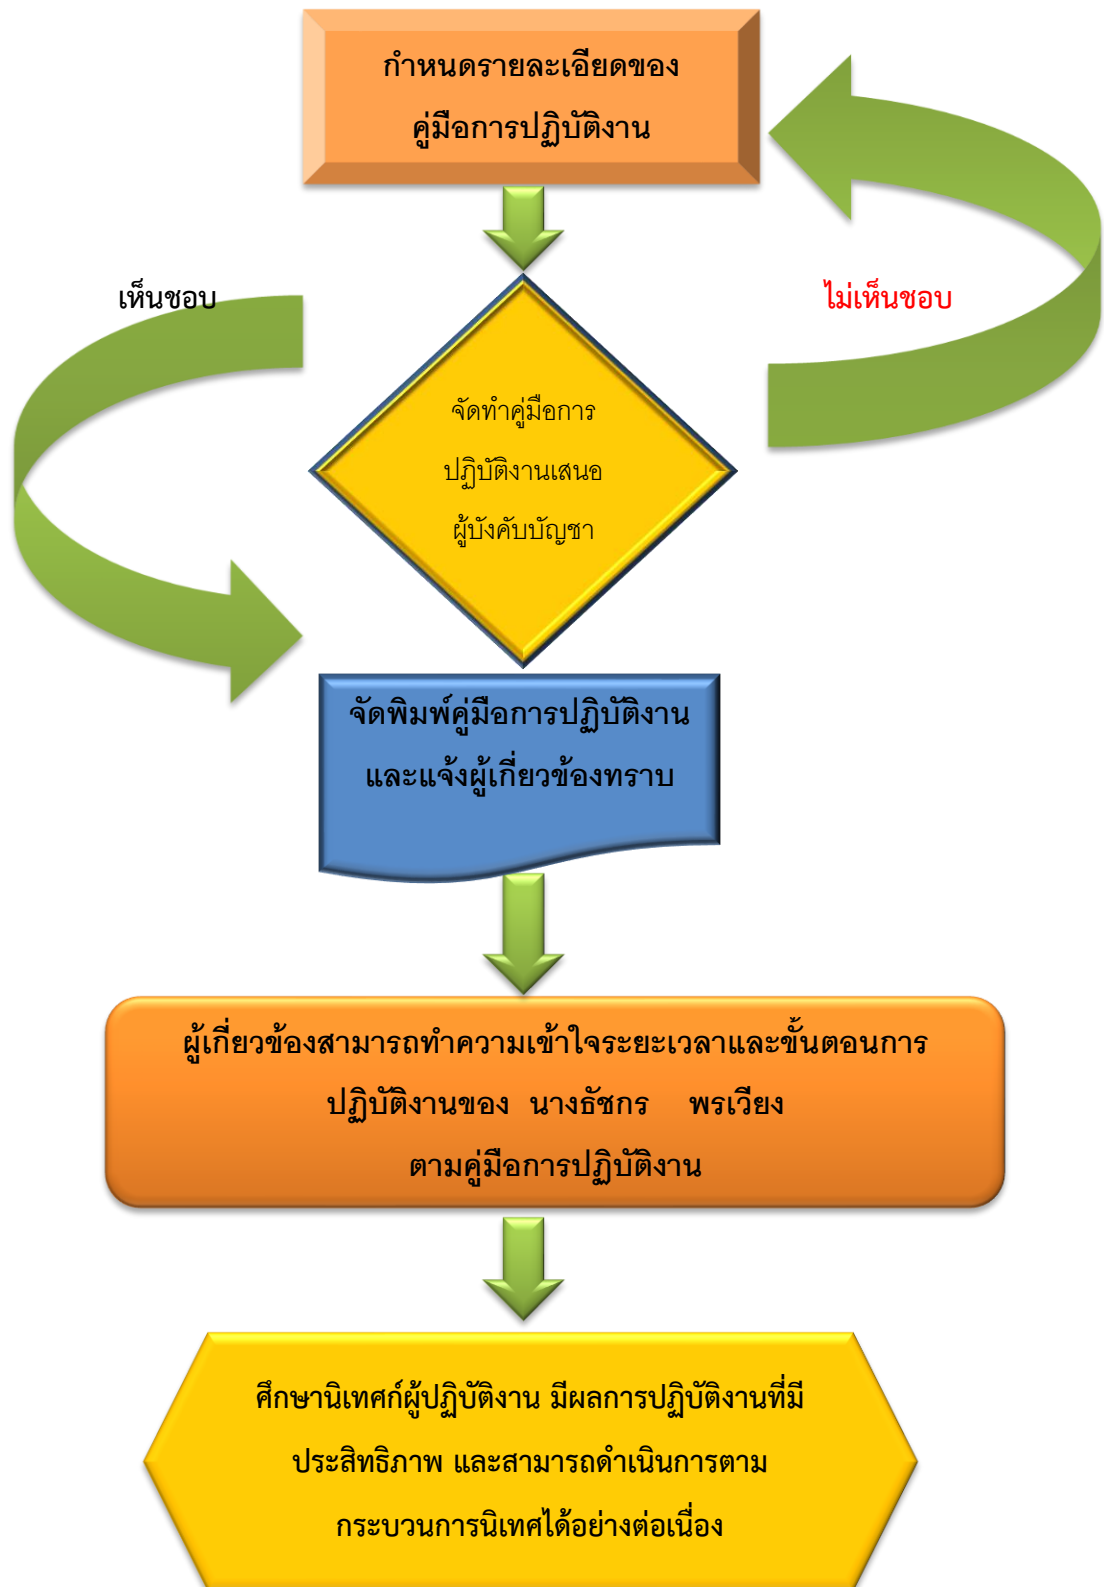 กำหนดรายละเอียดของ
คู่มือการปฏิบัติงาน
เห็นชอบ
ไม่เห็นชอบ
จัดทำคู่มือการ
ปฏิบัติงานเสนอ
ผู้บังคับบัญชา
จัดพิมพ์คู่มือการปฏิบัติงาน
และแจ้งผู้เกี่ยวข้องทราบ
ผู้เกี่ยวข้องสามารถทำความเข้าใจระยะเวลาและขั้นตอนการ
ปฏิบัติงานของ นางธัชกร พรเวียง
ตามคู่มือการปฏิบัติงาน
ศึกษานิเทศก์ผู้ปฏิบัติงาน มีผลการปฏิบัติงานที่มี
ประสิทธิภาพ และสามารถดำเนินการตาม
กระบวนการนิเทศได้อย่างต่อเนื่อง